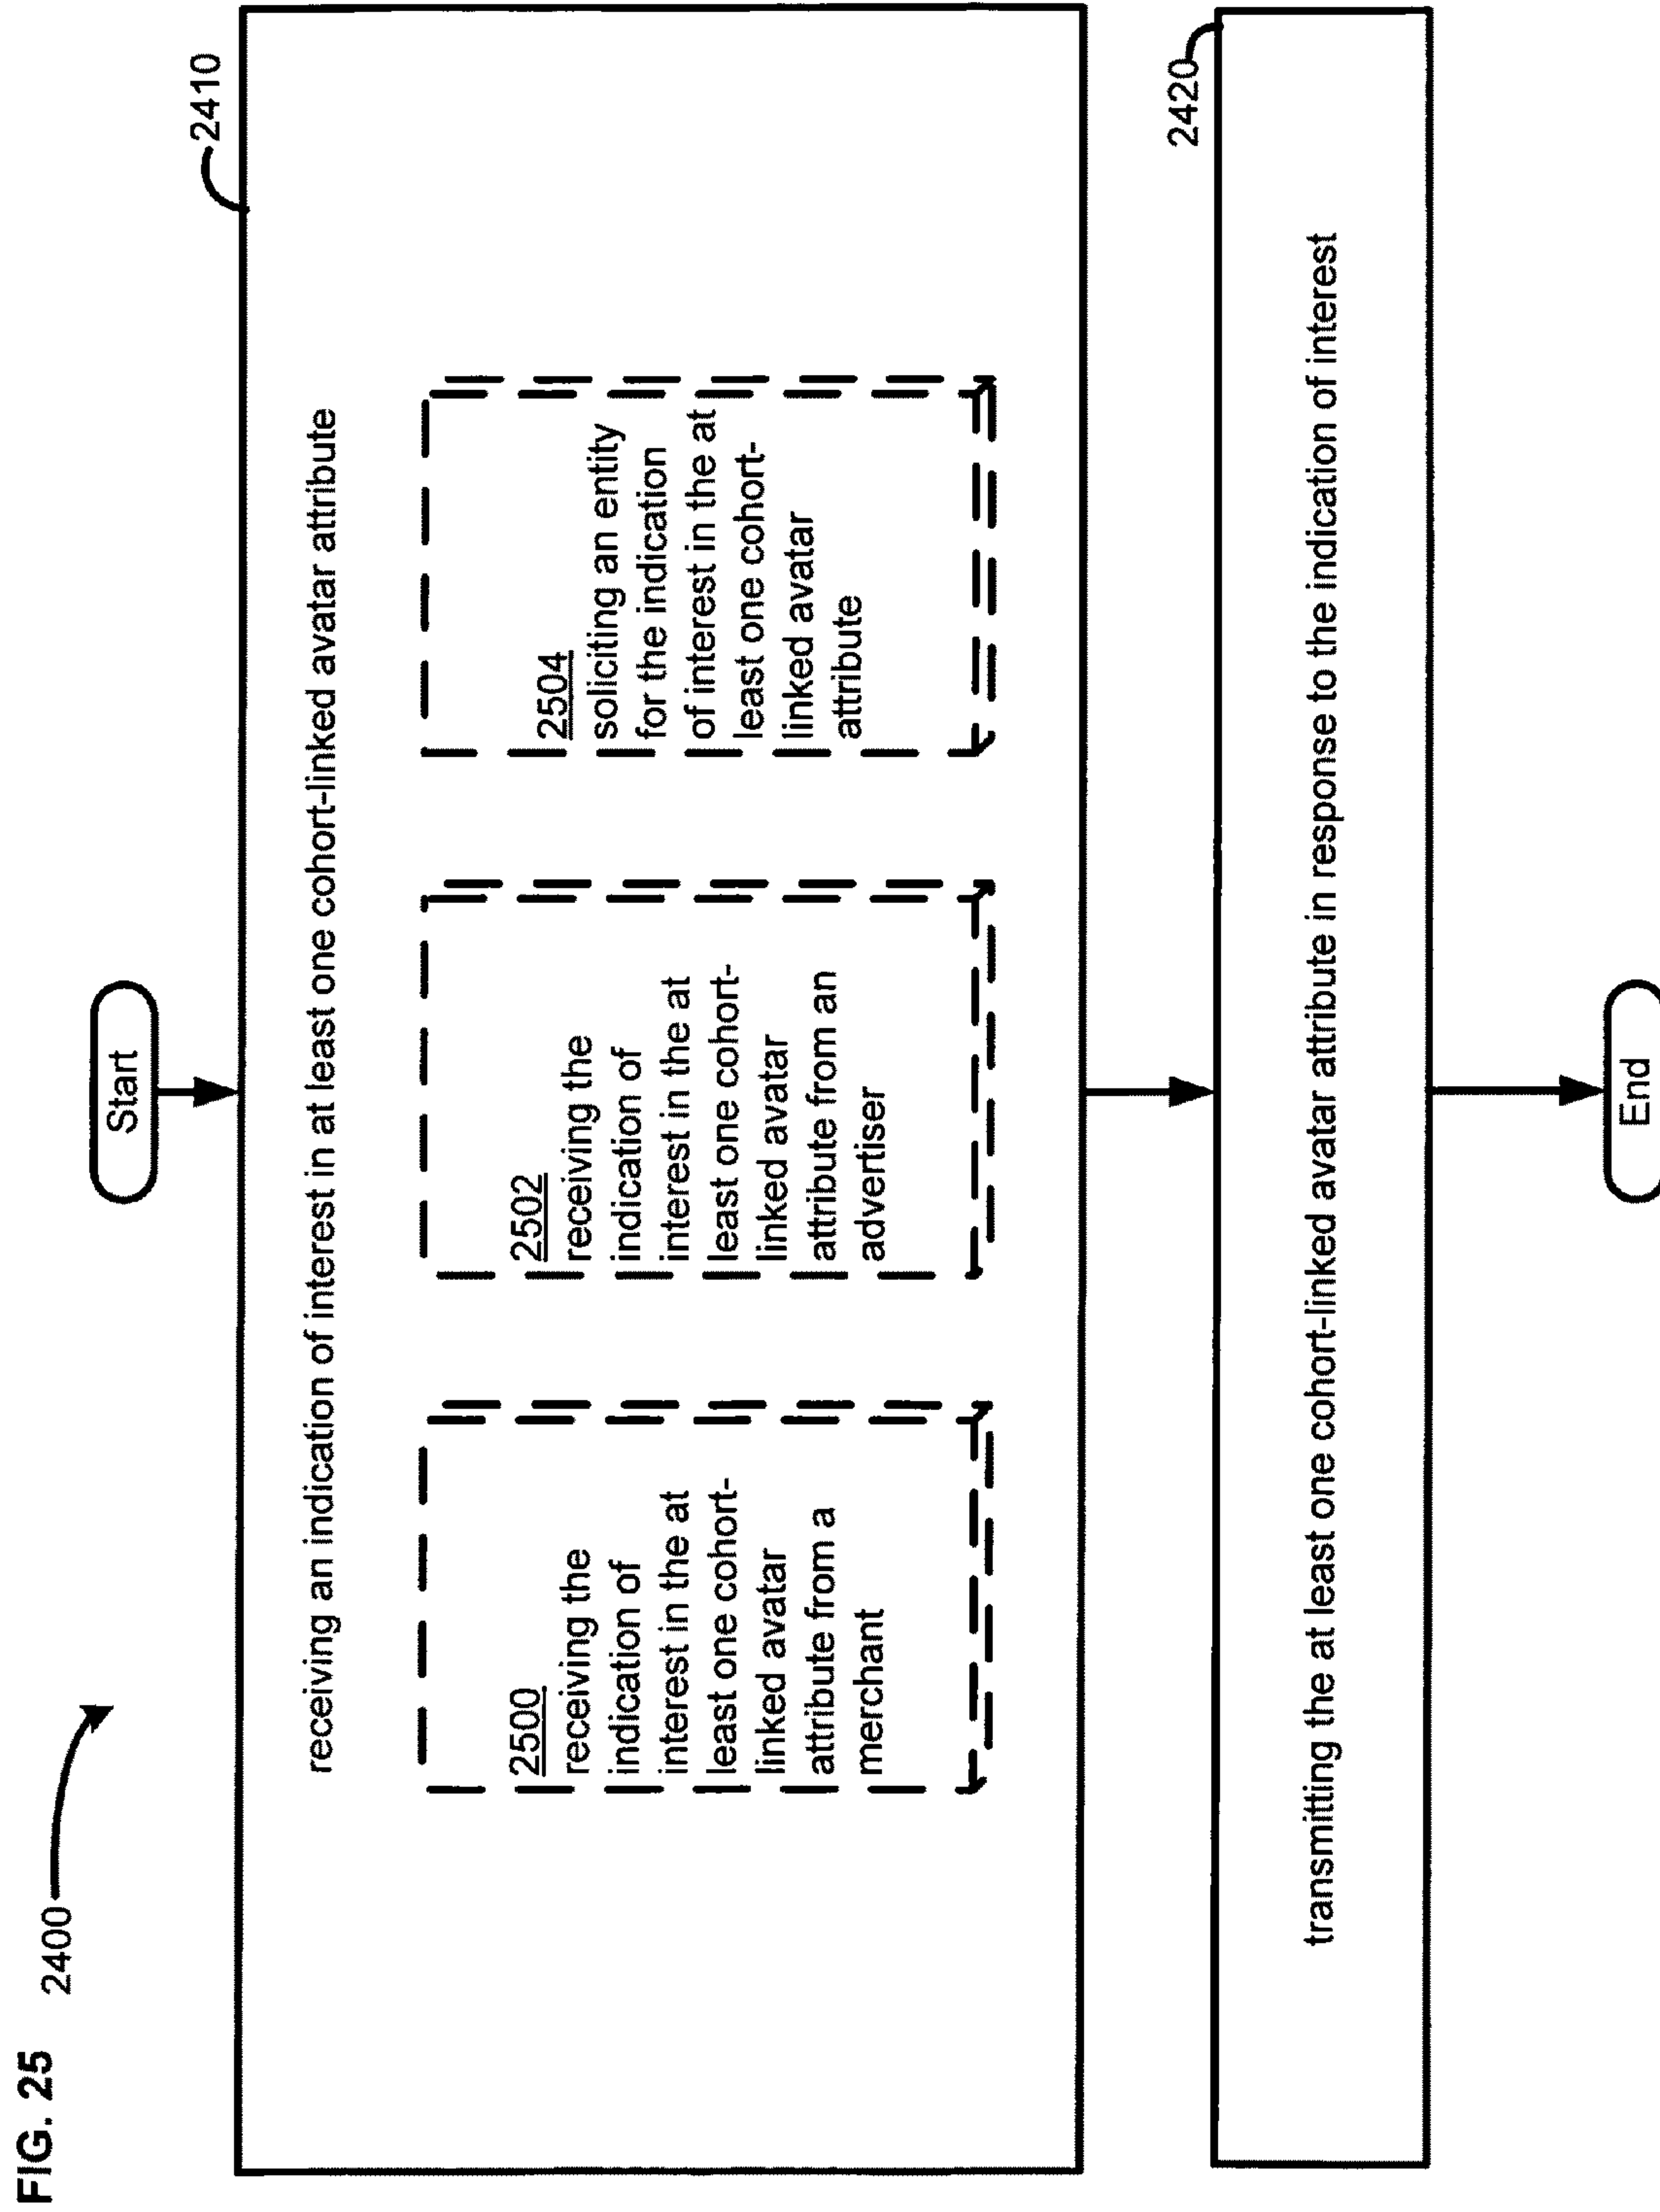 FIG. 25
2400
Start
2410
receiving an indication of interest in at least one cohort-linked avatar attribute
2500
receiving the
indication of
interest in the at
least one cohort-
linked avatar
attribute from a
merchant
2502
receiving the
indication of
interest in the at
least one cohort-
linked avatar
attribute from an
advertiser
2504
soliciting an entity
for the indication
of interest in the at
least one cohort-
linked avatar
attribute
2420
transmitting the at least one cohort-linked avatar attribute in response to the indication of interest
End